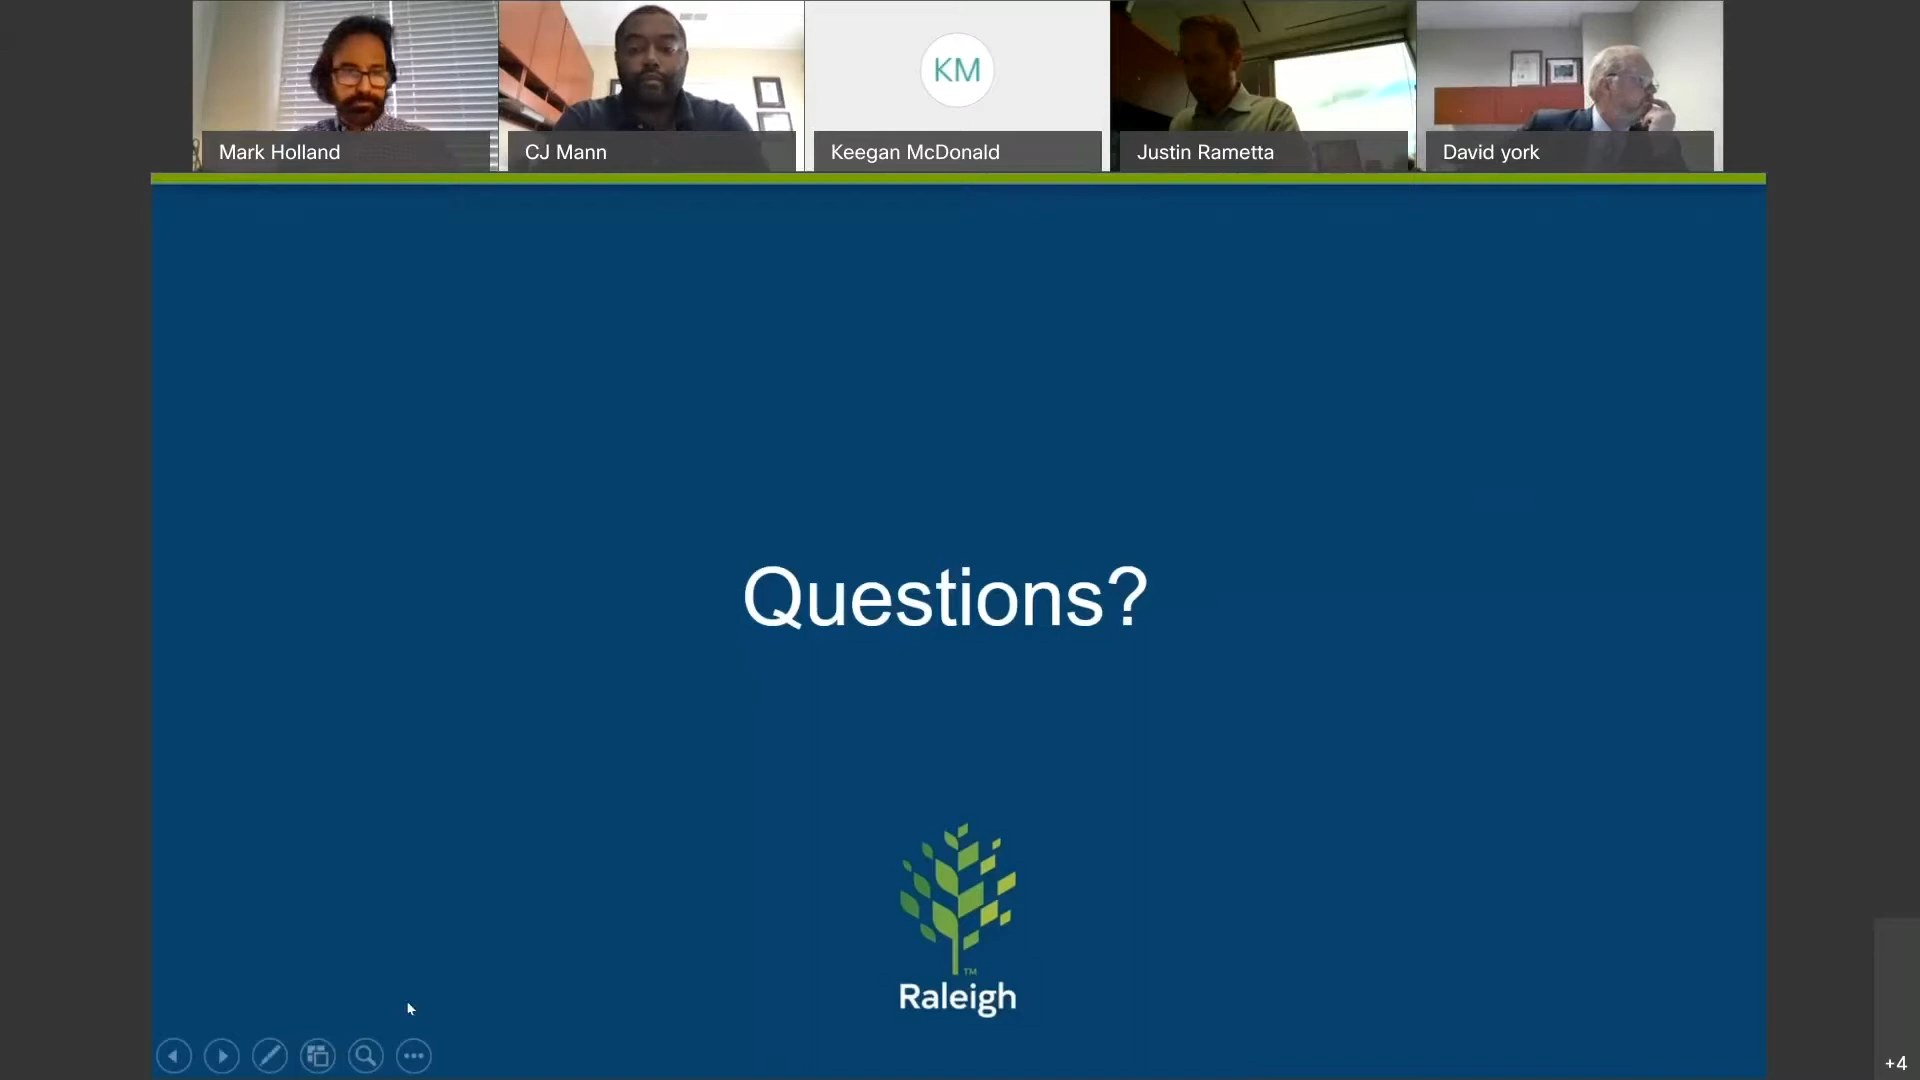 Mark Holland
CJ Mann
KM
Keegan McDonald
Justin Rametta
David york
Questions?
TM
Raleigh
+4